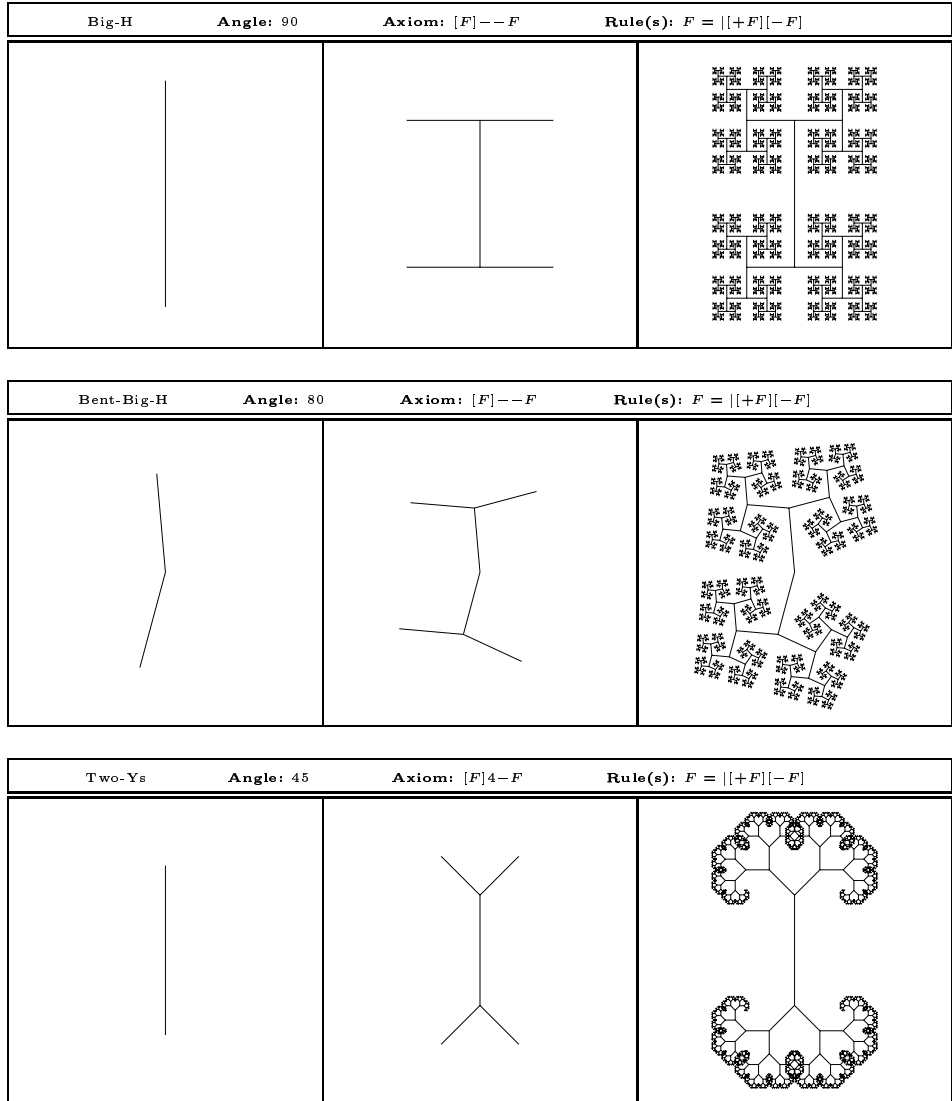 Big-H Angle: 90 Axiom: [F]−−F Rule(s): F = |[+F][−F]
Bent-Big-H Angle: 80 Axiom: [F]−−F Rule(s): F = |[+F][−F]
Two-Ys Angle: 45 Axiom: [F]4−F Rule(s): F = |[+F][−F]